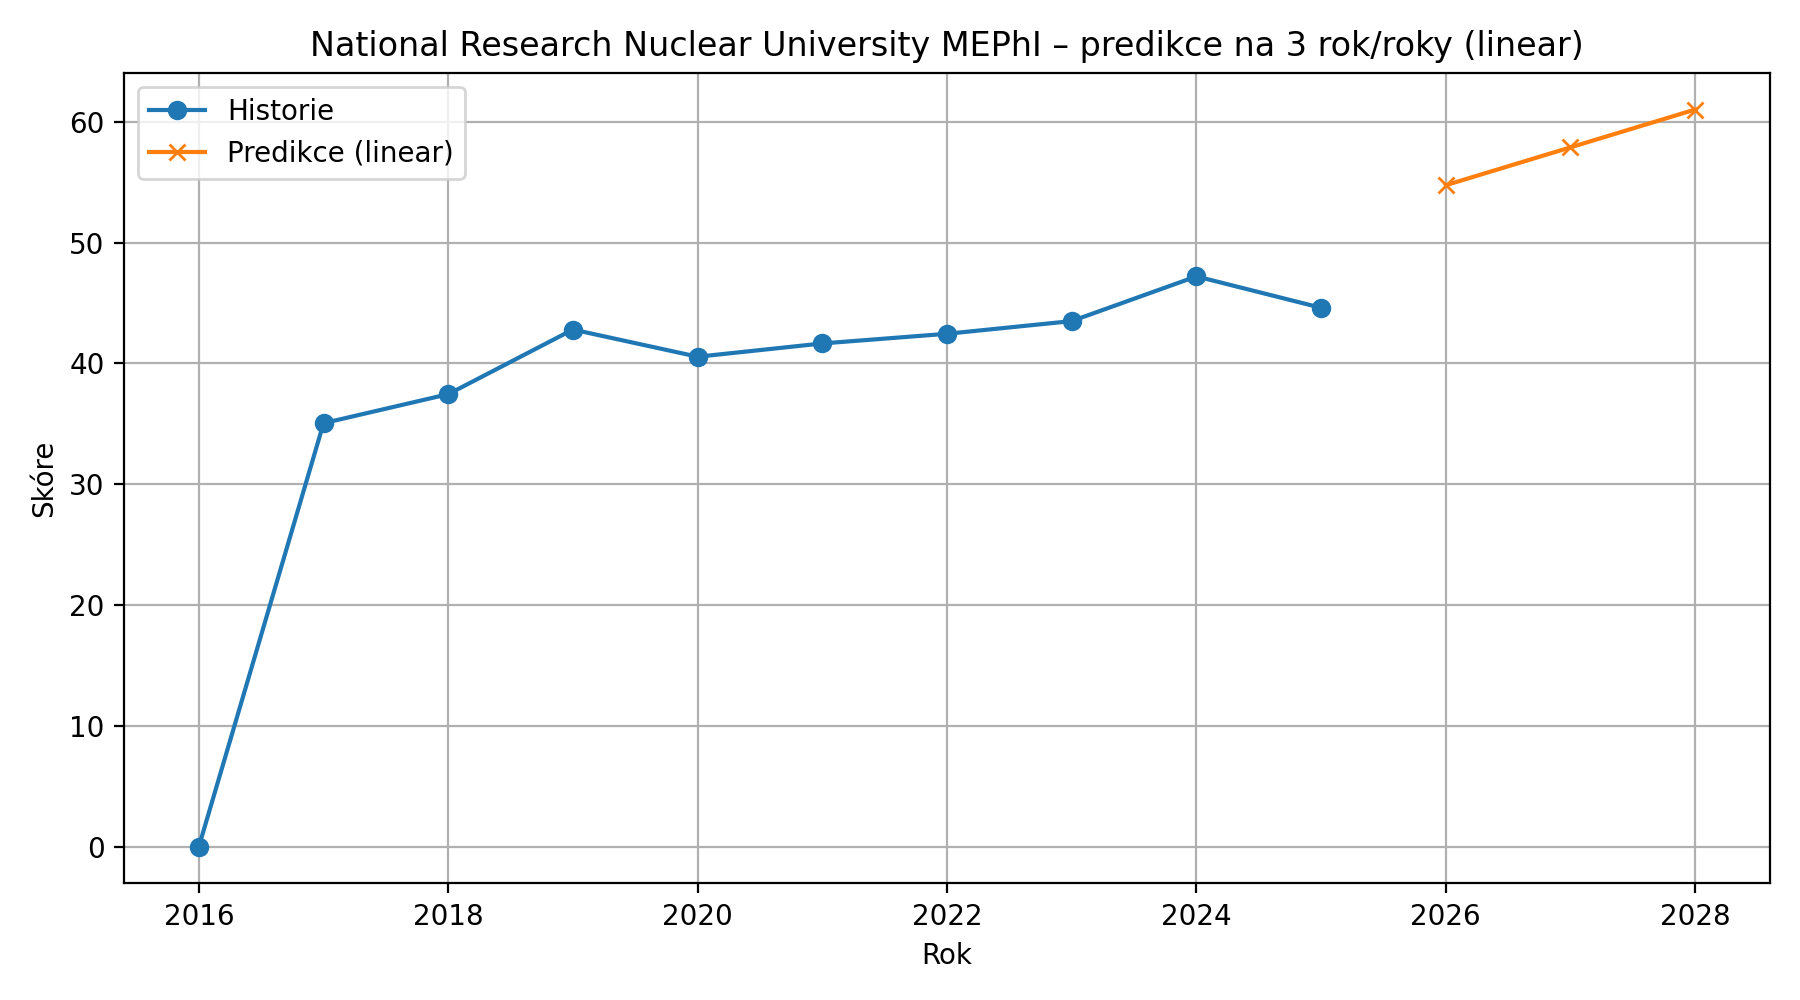 National Research Nuclear University MEPhI – predikce na 3 rok/roky (linear)
Historie
Predikce (linear)
60
50
40
30
20
10
0
Skóre
2016 2018 2020 2022 2024 2026 2028
Rok